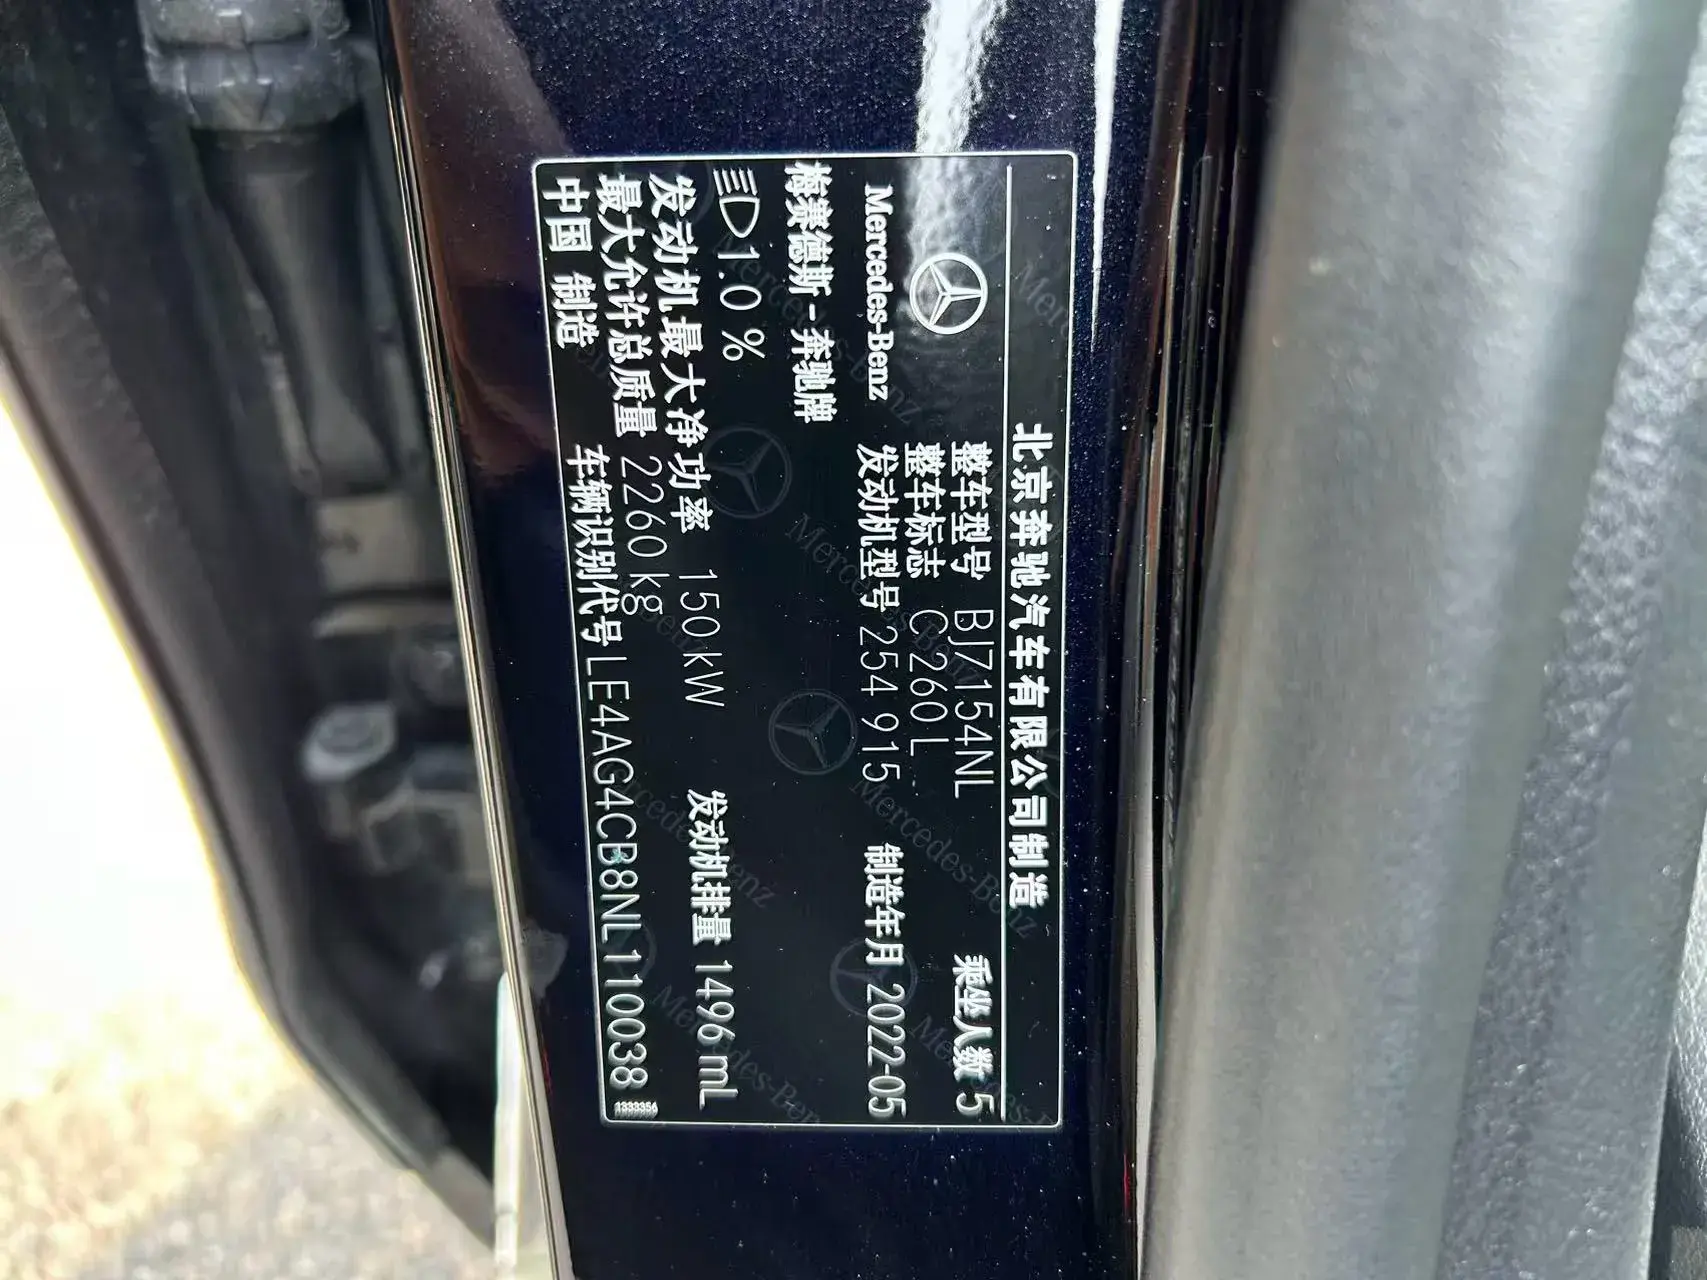 北京奔驰汽车有限公司制造
整车型号 BJ7154NL 乘坐人数 5
整车标志 C 260 L
Mercedes-Benz 发动机型号 254 915 制造年月 2022-05
梅赛德斯-奔驰牌
1.0 %
发动机最大净功率 150 kW 发动机排量 1496 mL
最大允许总质量 2260 kg
中国 制造 车辆识别代号 LE4AG4CB8NL110038
1333356